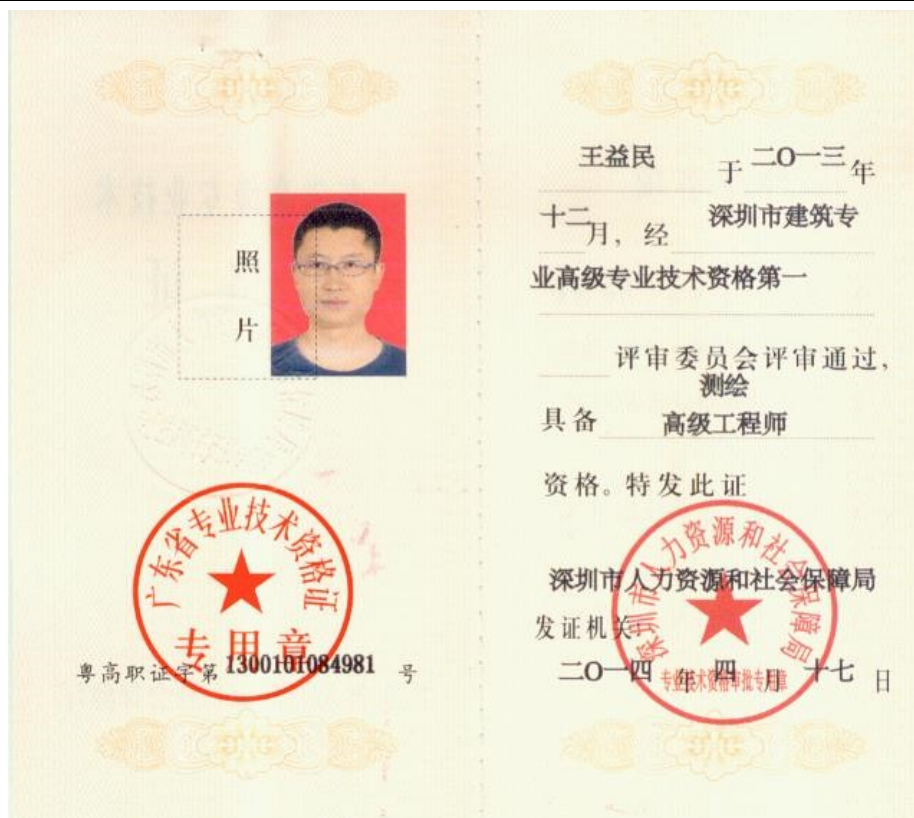 照
片
广东省专业技术资格证
专用章
粤高职证字第 1300101084981 号
王益民 于 二O一三 年
十二 月，经 深圳市建筑专
业高级专业技术资格第一
评审委员会评审通过，
测绘
具备 高级工程师
资格。特发此证
深圳市人力资源和社会保障局
深圳市人力资源和社会保障局
发证机关：
二O一四 年 四 月 十七 日
专业技术资格审批专用章